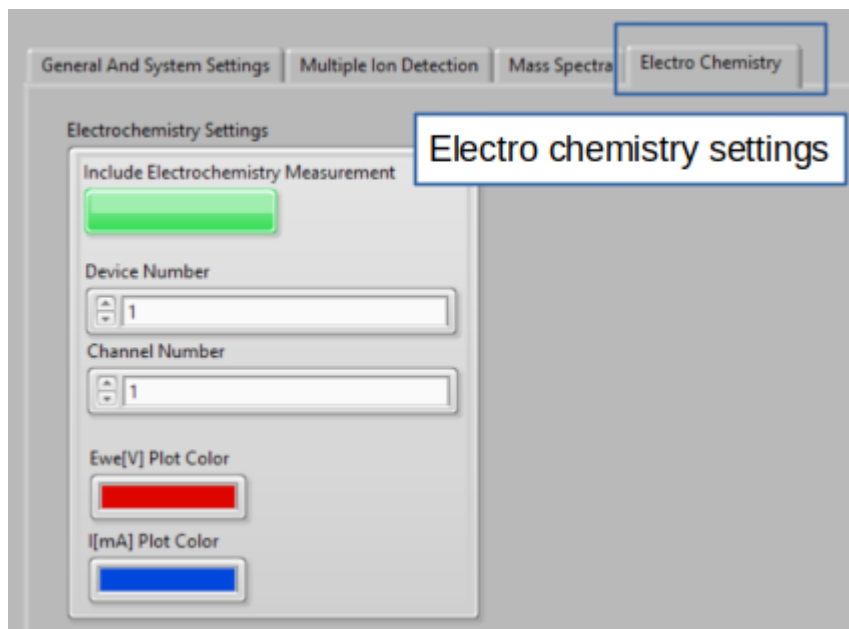 General And System Settings
Multiple Ion Detection
Mass Spectra
Electro Chemistry
Electrochemistry Settings
Electro chemistry settings
Include Electrochemistry Measurement
Device Number
1
Channel Number
1
Ewe[V] Plot Color
I[mA] Plot Color